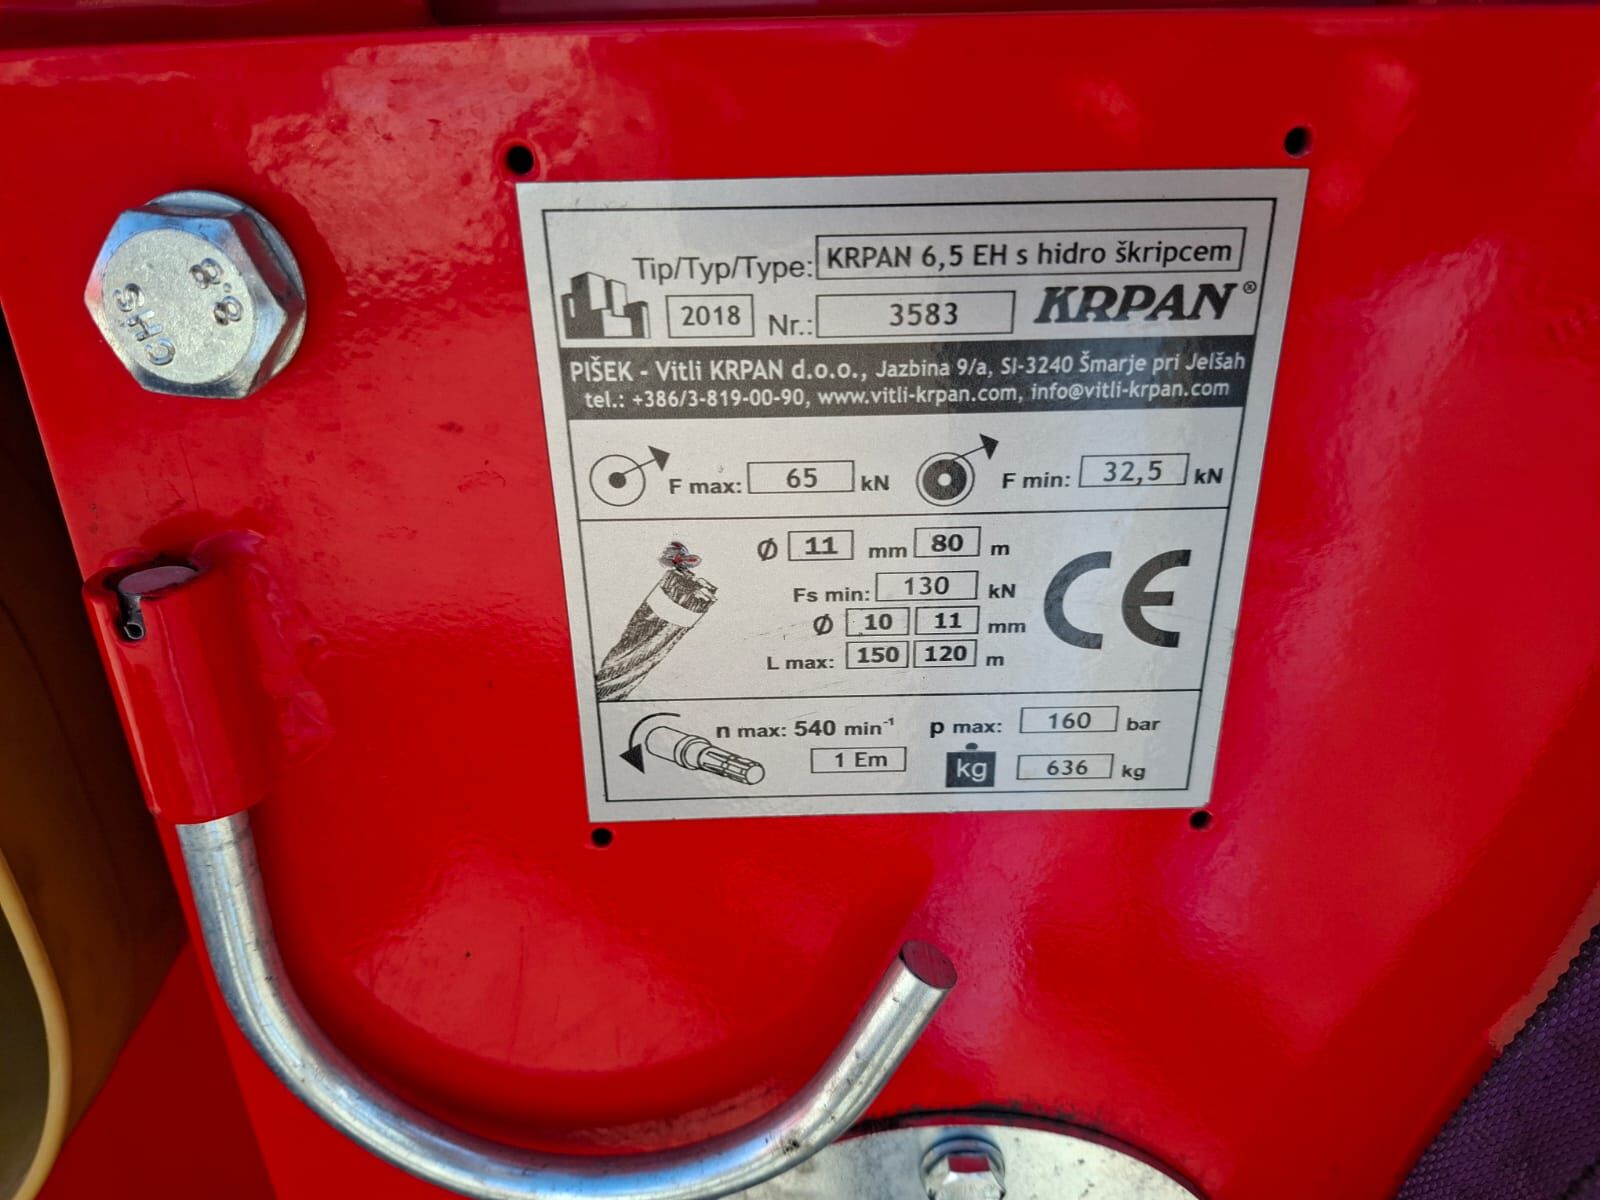 Tip/Typ/Type: KRPAN 6,5 EH s hidro škripcem
2018 Nr.: 3583 KRPAN®
PIŠEK - Vitli KRPAN d.o.o., Jazbina 9/a, SI-3240 Šmarje pri Jelšah
tel.: +386/3-819-00-90, www.vitli-krpan.com, info@vitli-krpan.com
F max: 65 kN F min: 32,5 kN
Ø 11 mm 80 m
Fs min: 130 kN
Ø 10 11 mm
L max: 150 120 m
CE
n max: 540 min⁻¹ p max: 160 bar
1 Em kg 636 kg
8.8
CHS